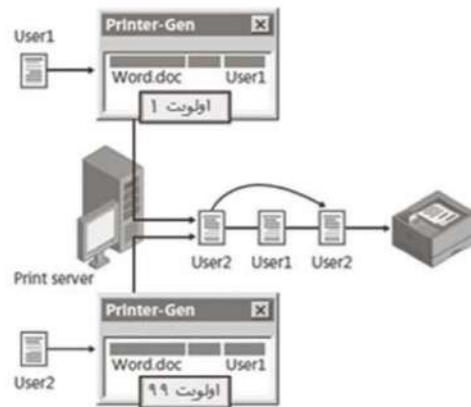 Printer-Gen
User1
Word.doc User1
اولویت ۱
User2 User1 User2
Print server
Printer-Gen
Word.doc User1
User2
اولویت ۹۹